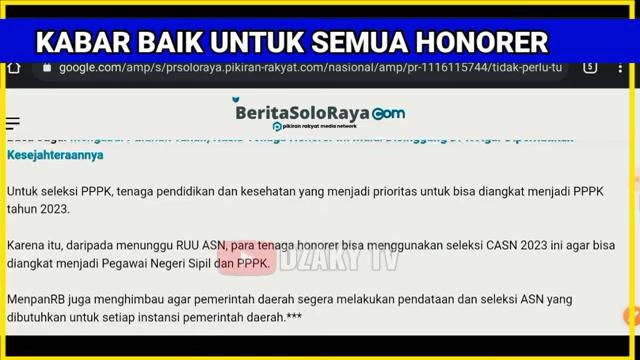 KABAR BAIK UNTUK SEMUA HONORER
google.com/amp/s/prsoloraya.pikiran-rakyat.com/nasional/amp/pr-1116115744/tidak-perlu-tu
5
BeritaSoloRaya.com
pikiran rakyat media network
Kesejahteraannya
Untuk seleksi PPPK, tenaga pendidikan dan kesehatan yang menjadi prioritas untuk bisa diangkat menjadi PPPK
tahun 2023.
Karena itu, daripada menunggu RUU ASN, para tenaga honorer bisa menggunakan seleksi CASN 2023 ini agar bisa
diangkat menjadi Pegawai Negeri Sipil dan PPPK.
DZAKY TV
MenpanRB juga menghimbau agar pemerintah daerah segera melakukan pendataan dan seleksi ASN yang
dibutuhkan untuk setiap instansi pemerintah daerah.***